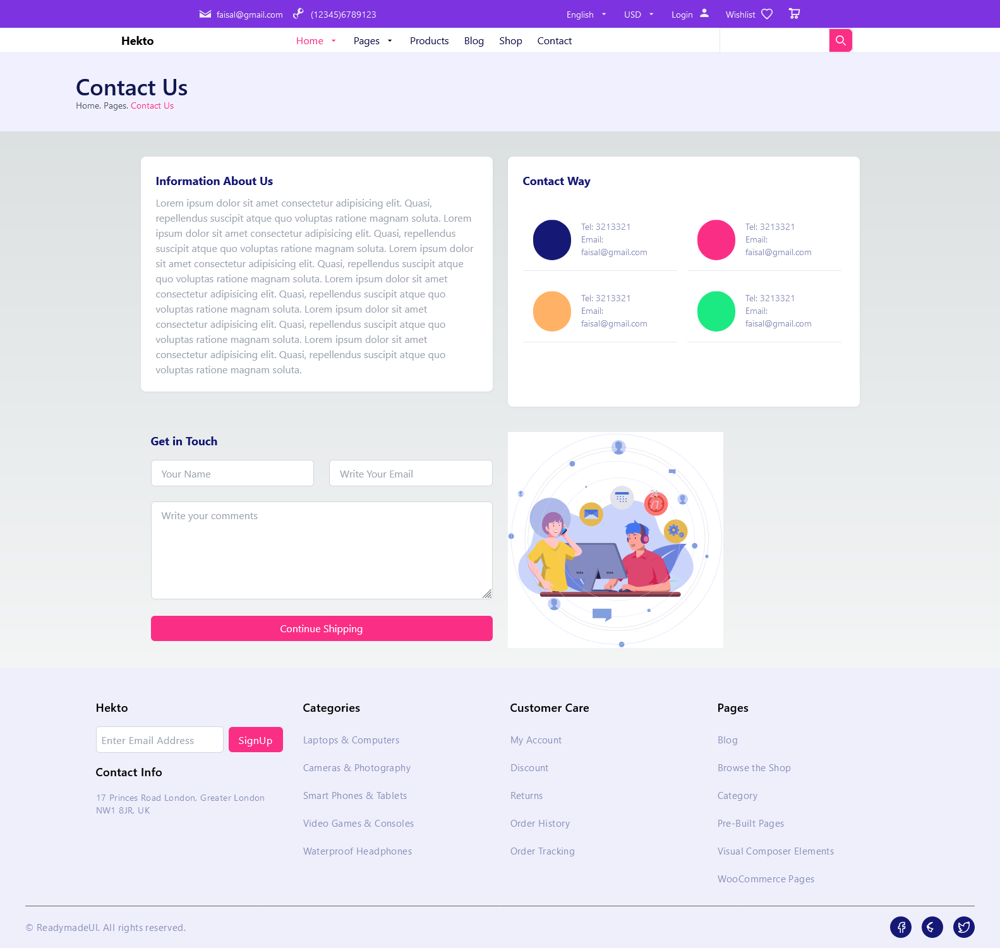 faisal@gmail.com (12345)6789123 English USD Login Wishlist
Hekto Home Pages Products Blog Shop Contact
Contact Us
Home. Pages. Contact Us
Information About Us
Lorem ipsum dolor sit amet consectetur adipisicing elit. Quasi,
repellendus suscipit atque quo voluptas ratione magnam soluta. Lorem
ipsum dolor sit amet consectetur adipisicing elit. Quasi, repellendus
suscipit atque quo voluptas ratione magnam soluta. Lorem ipsum dolor
sit amet consectetur adipisicing elit. Quasi, repellendus suscipit atque
quo voluptas ratione magnam soluta. Lorem ipsum dolor sit amet
consectetur adipisicing elit. Quasi, repellendus suscipit atque quo
voluptas ratione magnam soluta. Lorem ipsum dolor sit amet
consectetur adipisicing elit. Quasi, repellendus suscipit atque quo
voluptas ratione magnam soluta. Lorem ipsum dolor sit amet
consectetur adipisicing elit. Quasi, repellendus suscipit atque quo
voluptas ratione magnam soluta.
Contact Way
Tel: 3213321
Email:
faisal@gmail.com
Tel: 3213321
Email:
faisal@gmail.com
Tel: 3213321
Email:
faisal@gmail.com
Tel: 3213321
Email:
faisal@gmail.com
Get in Touch
Your Name
Write Your Email
Write your comments
Continue Shipping
24
/7
Hekto
Enter Email Address
SignUp
Contact Info
17 Princes Road London, Greater London
NW1 8JR, UK
Categories
Laptops & Computers
Cameras & Photography
Smart Phones & Tablets
Video Games & Consoles
Waterproof Headphones
Customer Care
My Account
Discount
Returns
Order History
Order Tracking
Pages
Blog
Browse the Shop
Category
Pre-Built Pages
Visual Composer Elements
WooCommerce Pages
© ReadymadeUI. All rights reserved.